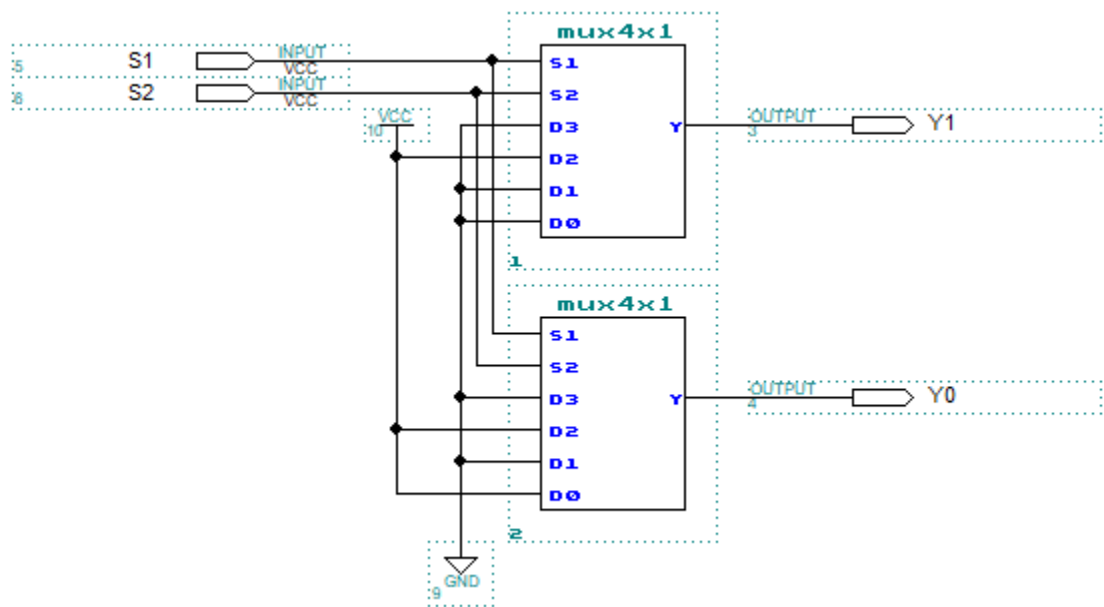 mux4x1
5 S1 INPUT VCC
6 S2 INPUT VCC
S1
S2
D3
D2
D1
D0
Y
1
VCC
10
OUTPUT
3
Y1
mux4x1
S1
S2
D3
D2
D1
D0
Y
2
OUTPUT
4
Y0
GND
9